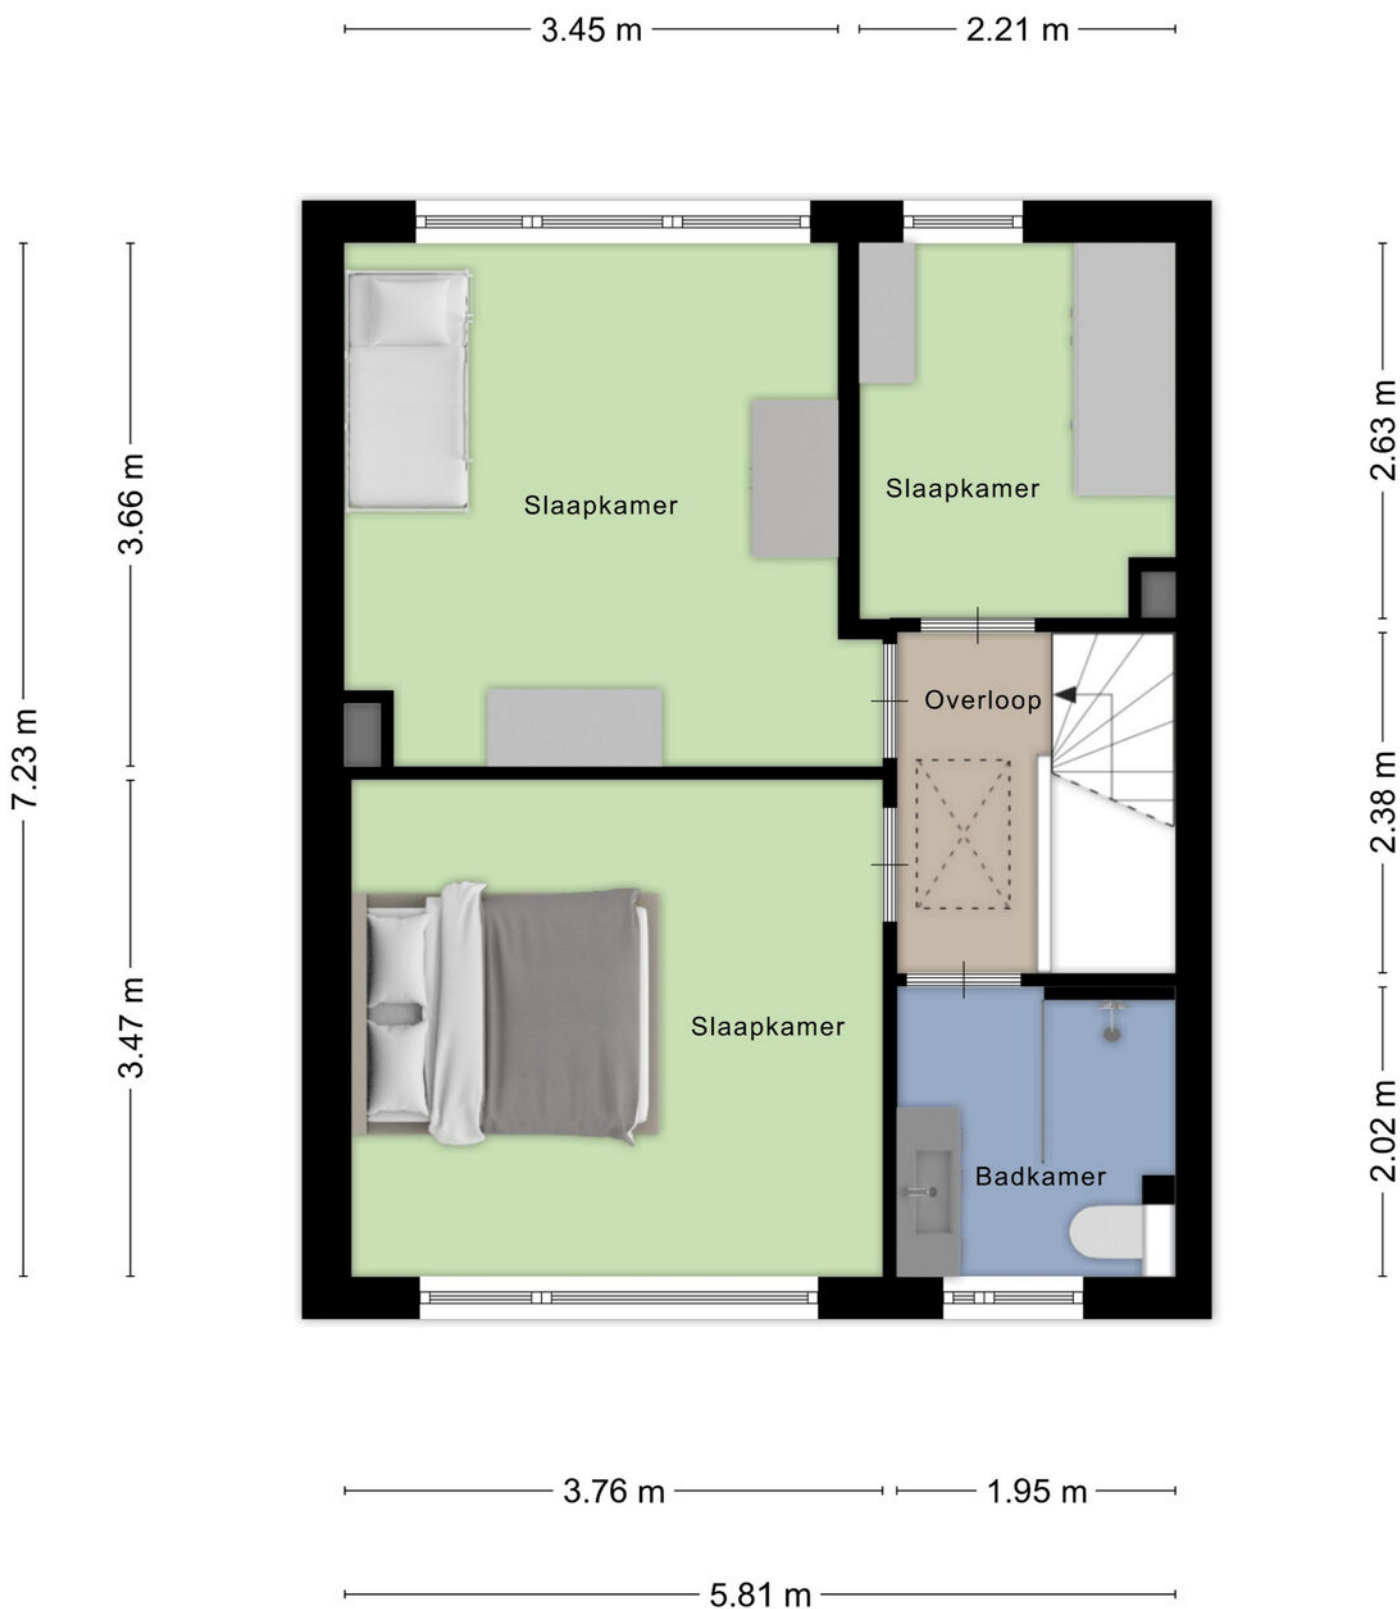 3.45 m
2.21 m
7.23 m
3.66 m
3.47 m
2.63 m
2.38 m
2.02 m
Slaapkamer
Slaapkamer
Overloop
Slaapkamer
Badkamer
3.76 m
1.95 m
5.81 m